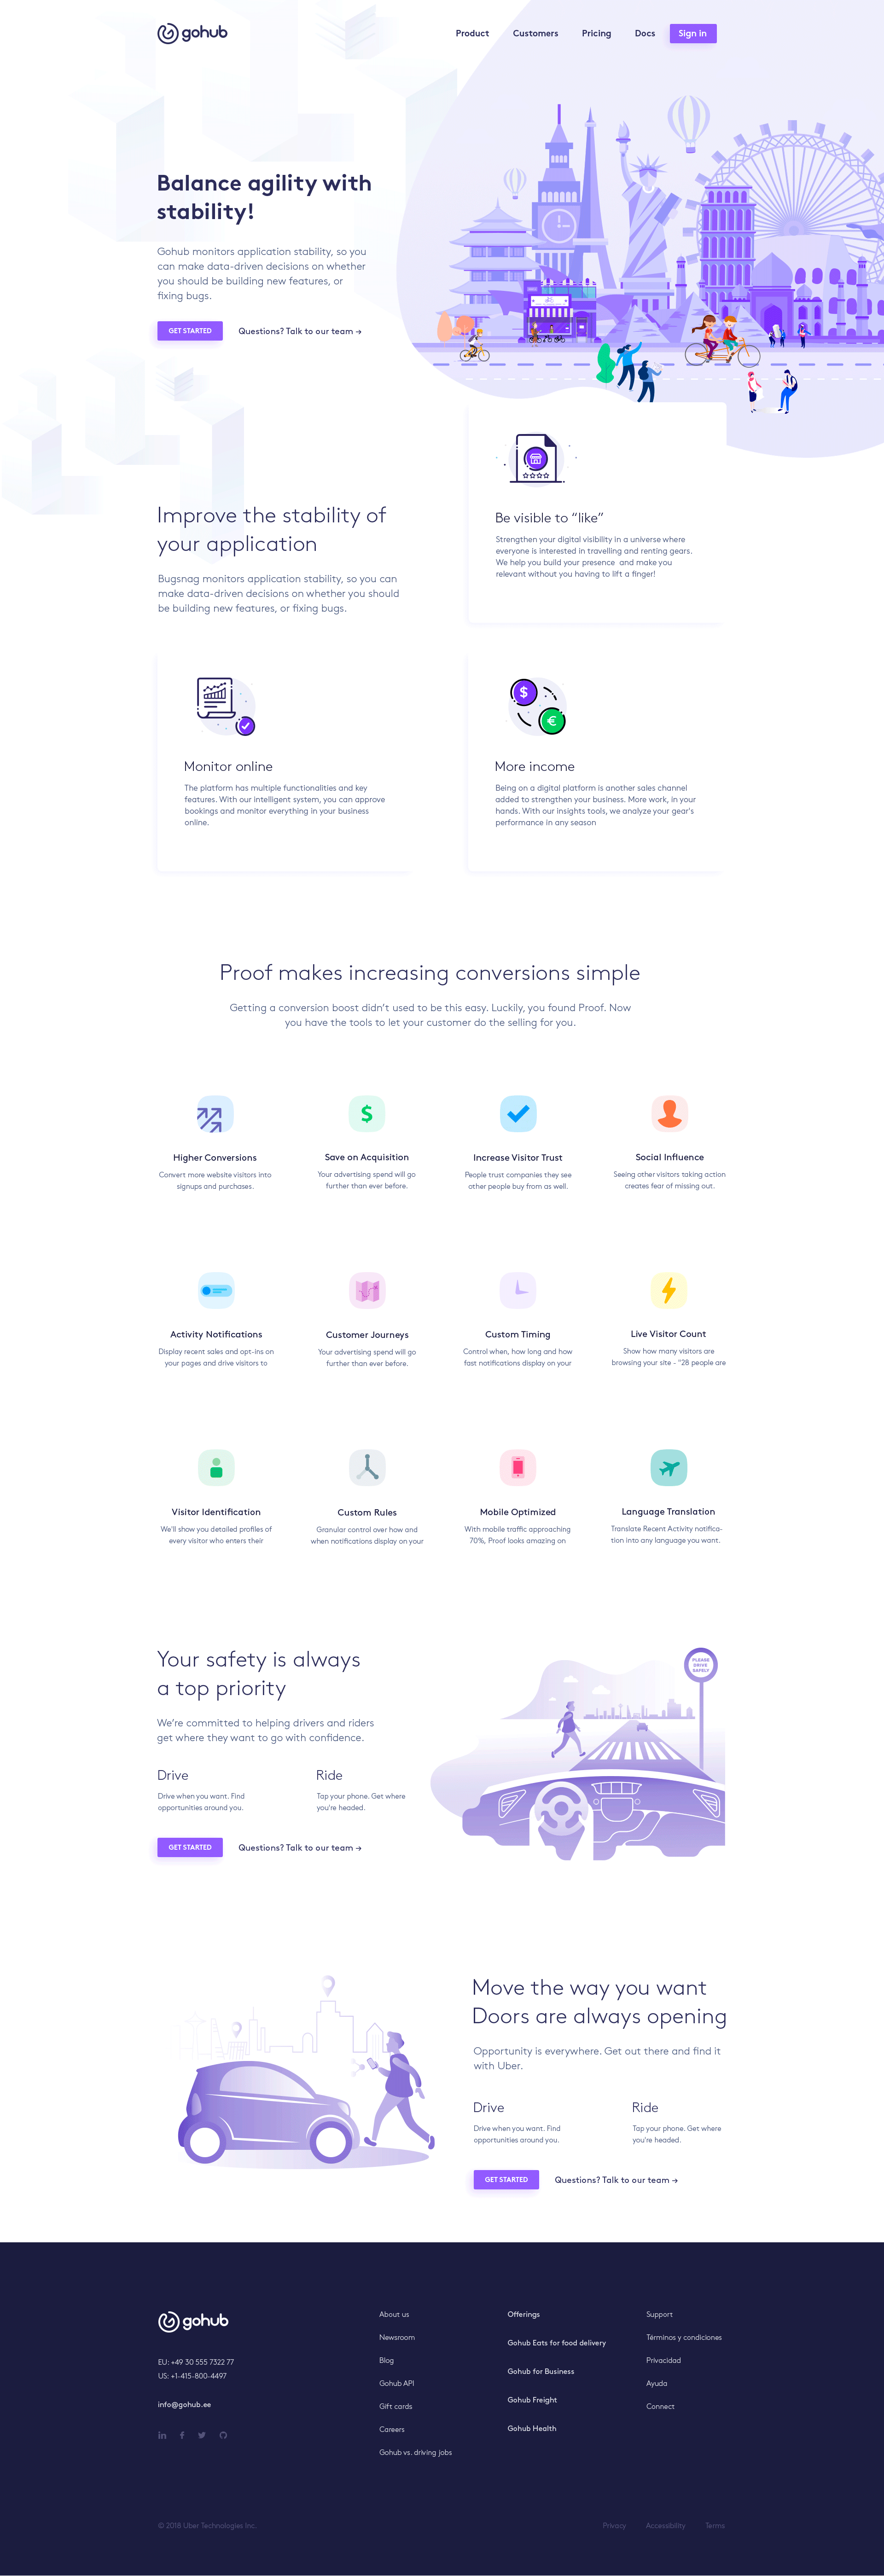 gohub
Product Customers Pricing Docs Sign in
Balance agility with
stability!
Gohub monitors application stability, so you
can make data-driven decisions on whether
you should be building new features, or
fixing bugs.
GET STARTED Questions? Talk to our team →
Improve the stability of
your application
Bugsnag monitors application stability, so you can
make data-driven decisions on whether you should
be building new features, or fixing bugs.
Be visible to “like”
Strengthen your digital visibility in a universe where
everyone is interested in travelling and renting gears.
We help you build your presence and make you
relevant without you having to lift a finger!
Monitor online
The platform has multiple functionalities and key
features. With our intelligent system, you can approve
bookings and monitor everything in your business
online.
More income
Being on a digital platform is another sales channel
added to strengthen your business. More work, in your
hands. With our insights tools, we analyze your gear's
performance in any season
Proof makes increasing conversions simple
Getting a conversion boost didn’t used to be this easy. Luckily, you found Proof. Now
you have the tools to let your customer do the selling for you.
Higher Conversions
Convert more website visitors into
signups and purchases.
Save on Acquisition
Your advertising spend will go
further than ever before.
Increase Visitor Trust
People trust companies they see
other people buy from as well.
Social Influence
Seeing other visitors taking action
creates fear of missing out.
Activity Notifications
Display recent sales and opt-ins on
your pages and drive visitors to
Customer Journeys
Your advertising spend will go
further than ever before.
Custom Timing
Control when, how long and how
fast notifications display on your
Live Visitor Count
Show how many visitors are
browsing your site - "28 people are
Visitor Identification
We'll show you detailed profiles of
every visitor who enters their
Custom Rules
Granular control over how and
when notifications display on your
Mobile Optimized
With mobile traffic approaching
70%, Proof looks amazing on
Language Translation
Translate Recent Activity notifica-
tion into any language you want.
Your safety is always
a top priority
We’re committed to helping drivers and riders
get where they want to go with confidence.
Drive
Drive when you want. Find
opportunities around you.
Ride
Tap your phone. Get where
you're headed.
GET STARTED Questions? Talk to our team →
PLEASE
DRIVE
SAFELY
Move the way you want
Doors are always opening
Opportunity is everywhere. Get out there and find it
with Uber.
Drive
Drive when you want. Find
opportunities around you.
Ride
Tap your phone. Get where
you're headed.
GET STARTED Questions? Talk to our team →
gohub
EU: +49 30 555 7322 77
US: +1-415-800-4497
info@gohub.ee
About us
Newsroom
Blog
Gohub API
Gift cards
Careers
Gohub vs. driving jobs
Offerings
Gohub Eats for food delivery
Gohub for Business
Gohub Freight
Gohub Health
Support
Términos y condiciones
Privacidad
Ayuda
Connect
© 2018 Uber Technologies Inc.
Privacy Accessibility Terms